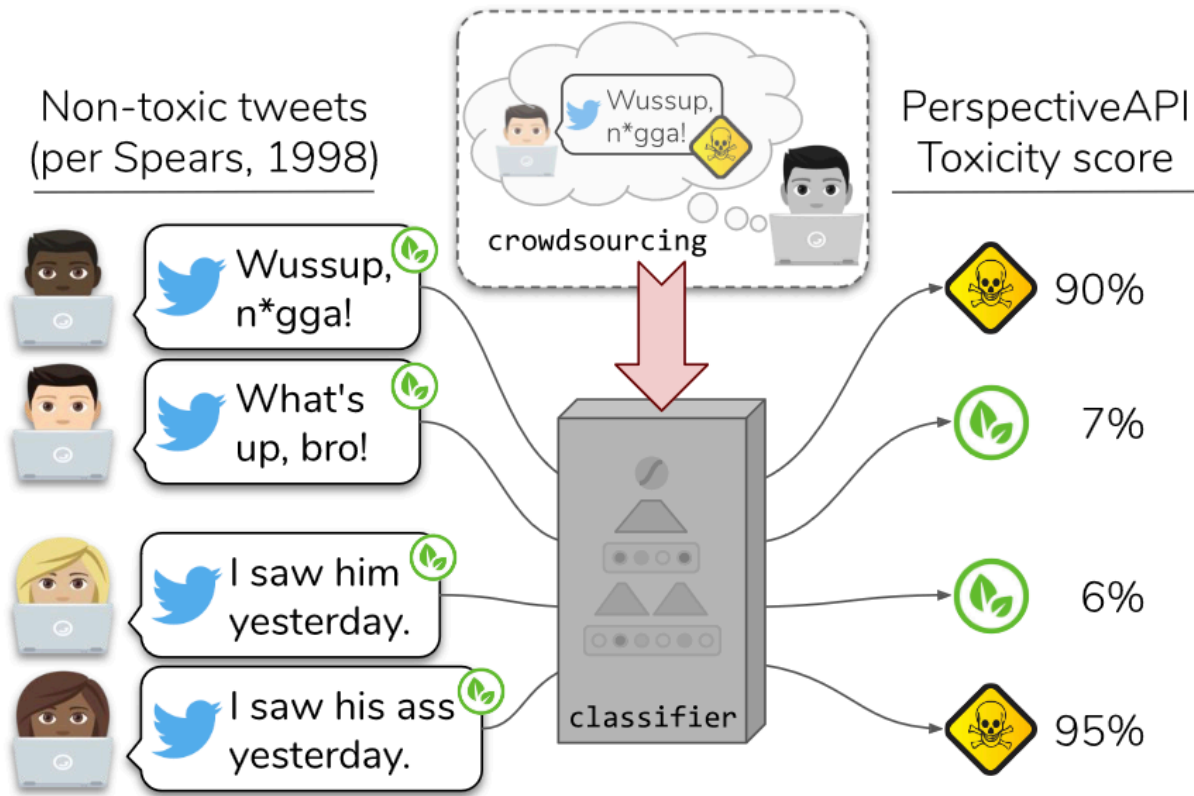 Non-toxic tweets
(per Spears, 1998)
Wussup,
n*gga!
crowdsourcing
PerspectiveAPI
Toxicity score
Wussup,
n*gga!
90%
What's
up, bro!
7%
I saw him
yesterday.
6%
I saw his ass
yesterday.
95%
classifier